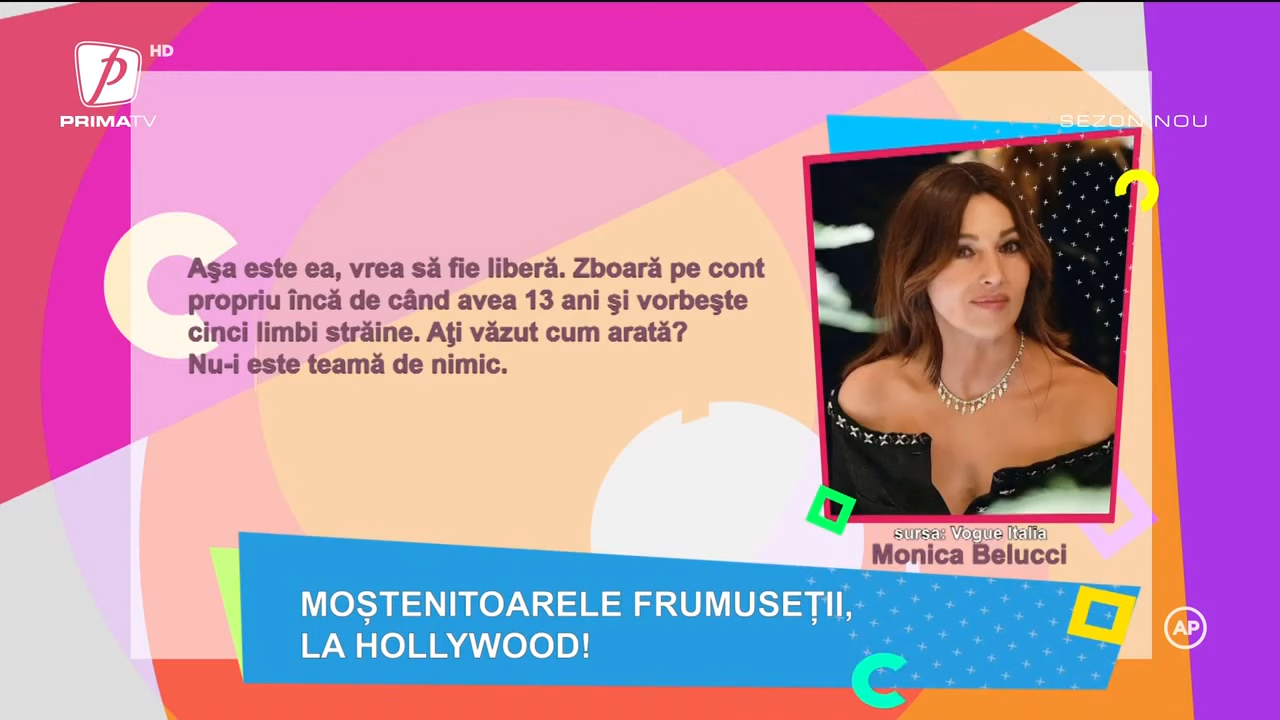 HD
PRIMATV
SEZON NOU
Aşa este ea, vrea să fie liberă. Zboară pe cont
propriu încă de când avea 13 ani şi vorbeşte
cinci limbi străine. Aţi văzut cum arată?
Nu-i este teamă de nimic.
sursa: Vogue Italia
Monica Belucci
MOȘTENITOARELE FRUMUSEȚII,
LA HOLLYWOOD!
AP